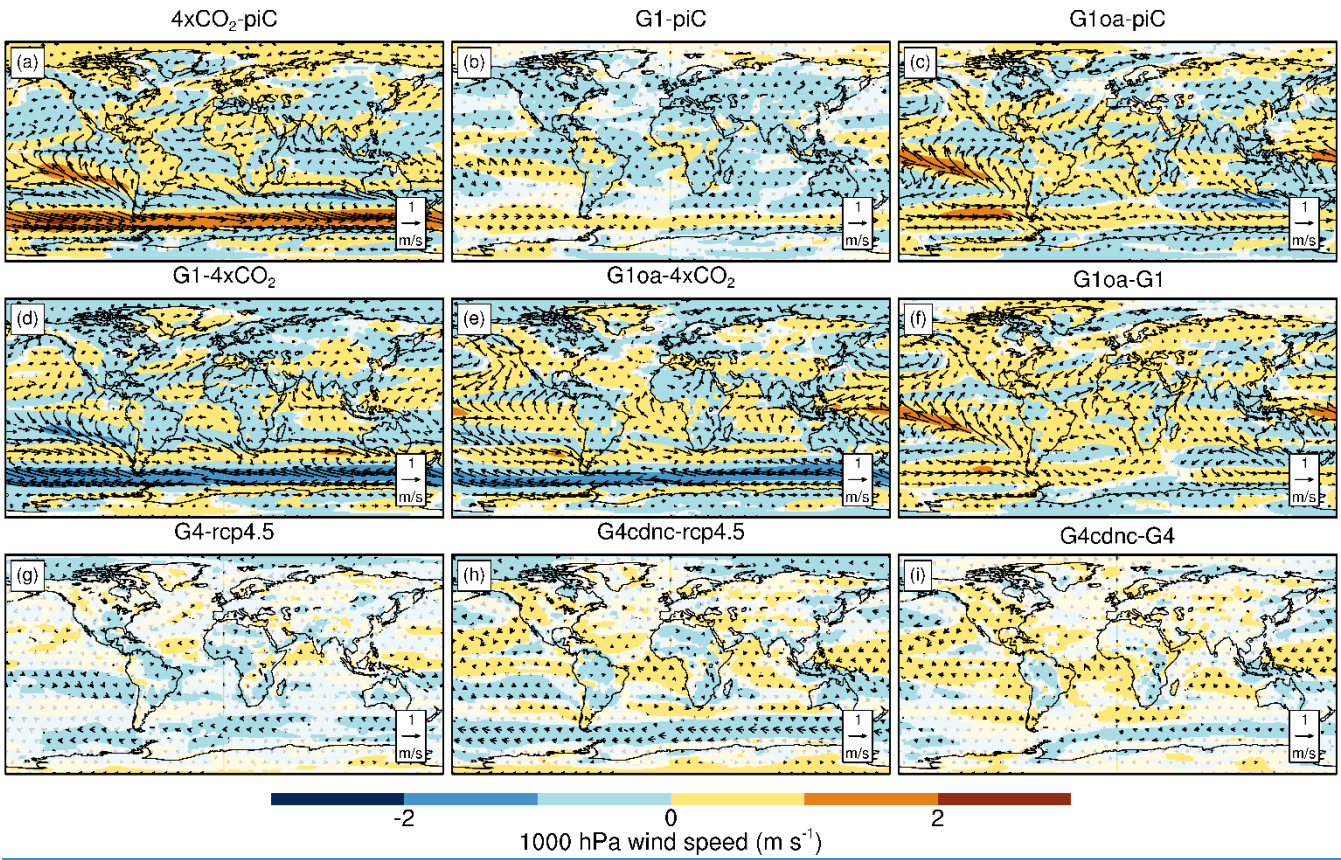 4xCO₂-piC
G1-piC
G1oa-piC
(a)
(b)
(c)
1
m/s
1
m/s
1
m/s
G1-4xCO₂
G1oa-4xCO₂
G1oa-G1
(d)
(e)
(f)
1
m/s
1
m/s
1
m/s
G4-rcp4.5
G4cdnc-rcp4.5
G4cdnc-G4
(g)
(h)
(i)
1
m/s
1
m/s
1
m/s
-2
0
2
1000 hPa wind speed (m s⁻¹)